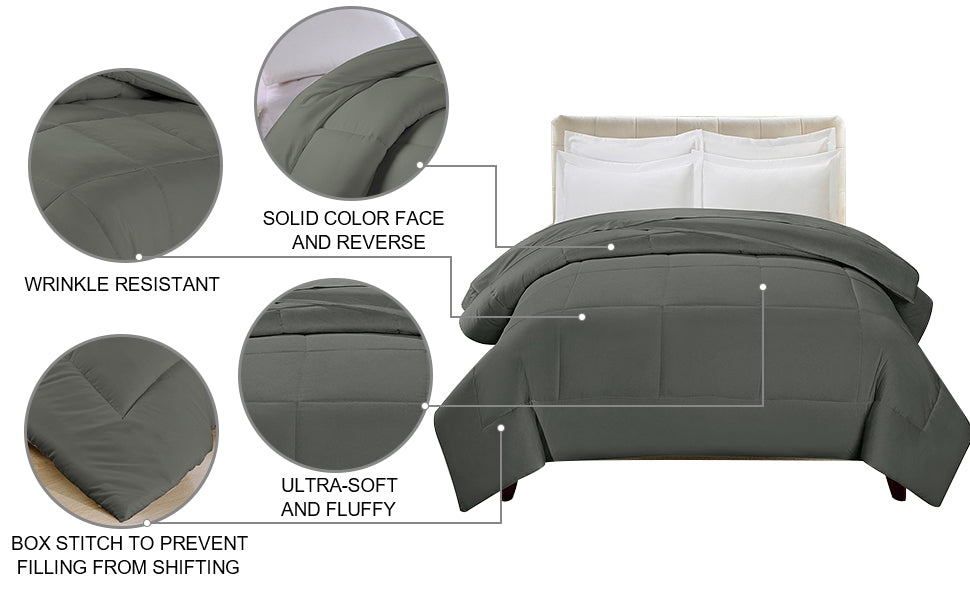 SOLID COLOR FACE
AND REVERSE
WRINKLE RESISTANT
ULTRA-SOFT
AND FLUFFY
BOX STITCH TO PREVENT
FILLING FROM SHIFTING